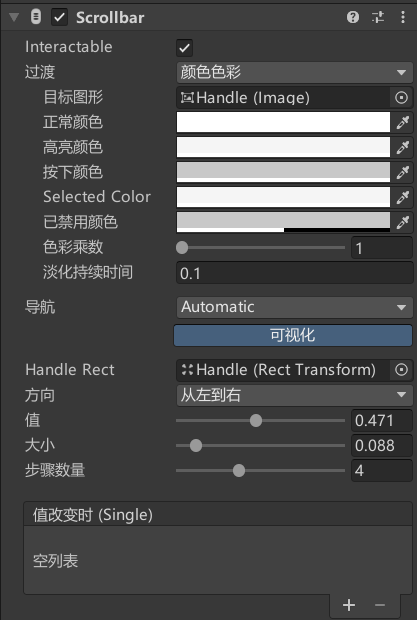 Scrollbar
Interactable
过渡 颜色色彩
目标图形 Handle (Image)
正常颜色
高亮颜色
按下颜色
Selected Color
已禁用颜色
色彩乘数 1
淡化持续时间 0.1
导航 Automatic
可视化
Handle Rect Handle (Rect Transform)
方向 从左到右
值 0.471
大小 0.088
步骤数量 4
值改变时 (Single)
空列表